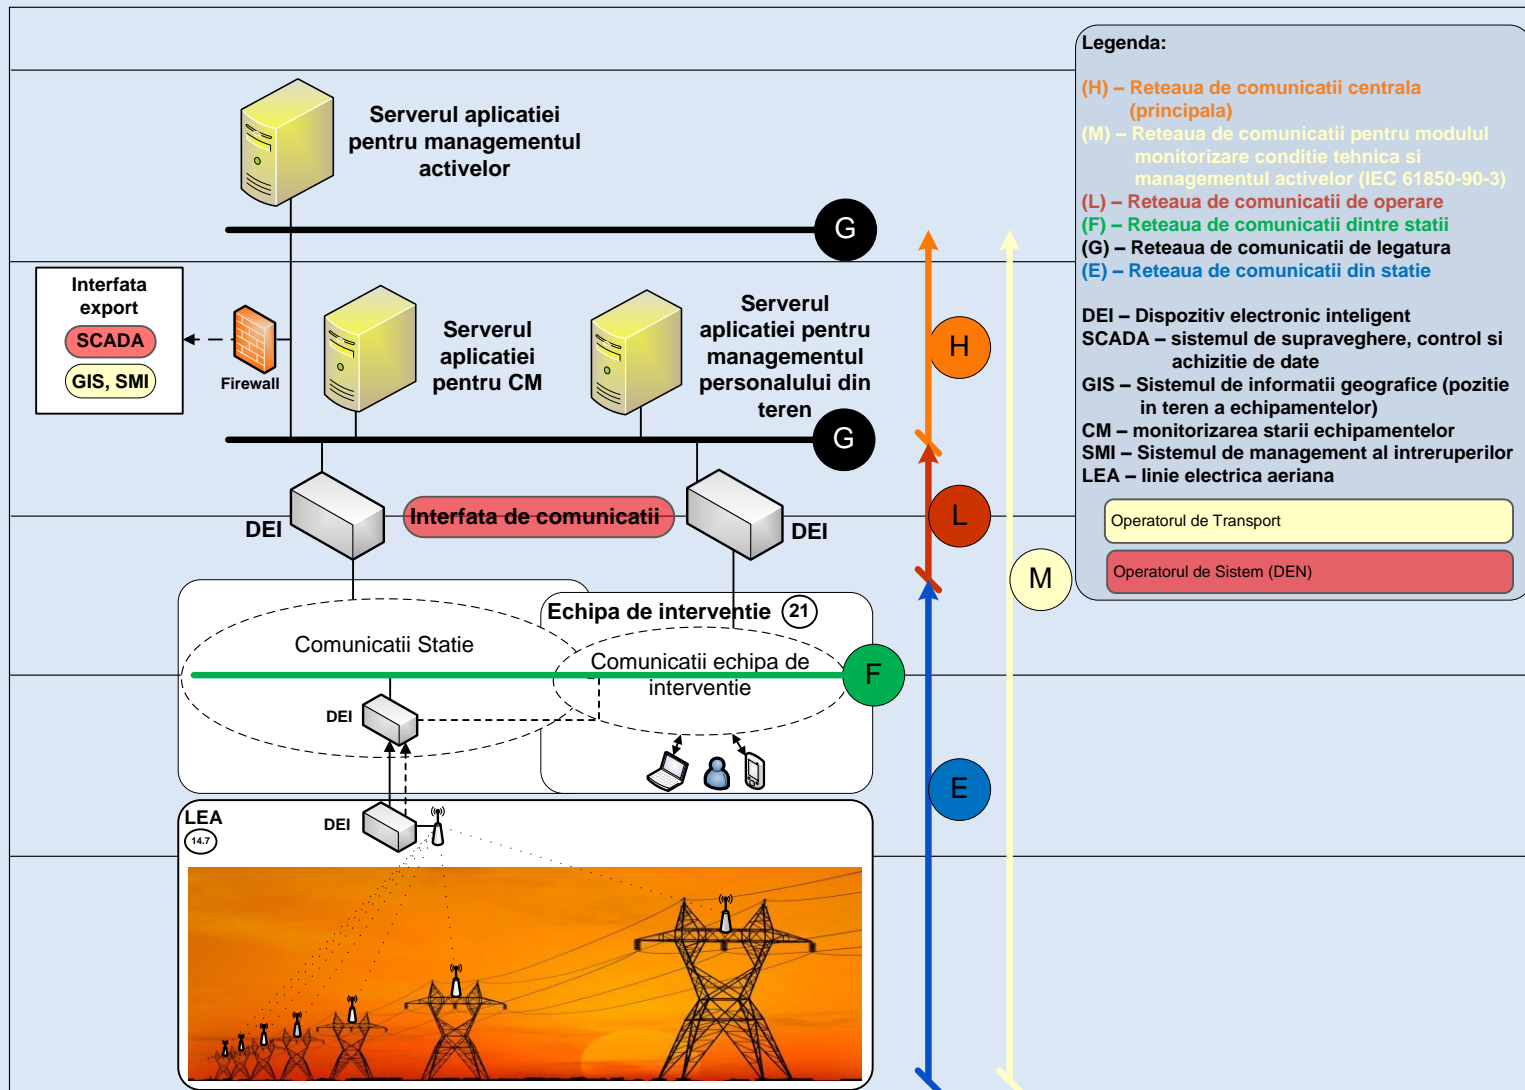 Serverul aplicatiei
pentru managementul
activelor
G
Interfata
export
SCADA
GIS, SMI
Firewall
Serverul
aplicatiei
pentru CM
Serverul
aplicatiei pentru
managementul
personalului din
teren
G
H
DEI
Interfata de comunicatii
DEI
L
M
Echipa de interventie 21
Comunicatii Statie
Comunicatii echipa de
interventie
F
DEI
E
LEA
14.7
DEI
Legenda:
(H) – Reteaua de comunicatii centrala
(principala)
(M) – Reteaua de comunicatii pentru modulul
monitorizare conditie tehnica si
managementul activelor (IEC 61850-90-3)
(L) – Reteaua de comunicatii de operare
(F) – Reteaua de comunicatii dintre statii
(G) – Reteaua de comunicatii de legatura
(E) – Reteaua de comunicatii din statie
DEI – Dispozitiv electronic inteligent
SCADA – sistemul de supraveghere, control si
achizitie de date
GIS – Sistemul de informatii geografice (pozitie
in teren a echipamentelor)
CM – monitorizarea starii echipamentelor
SMI – Sistemul de management al intreruperilor
LEA – linie electrica aeriana
Operatorul de Transport
Operatorul de Sistem (DEN)